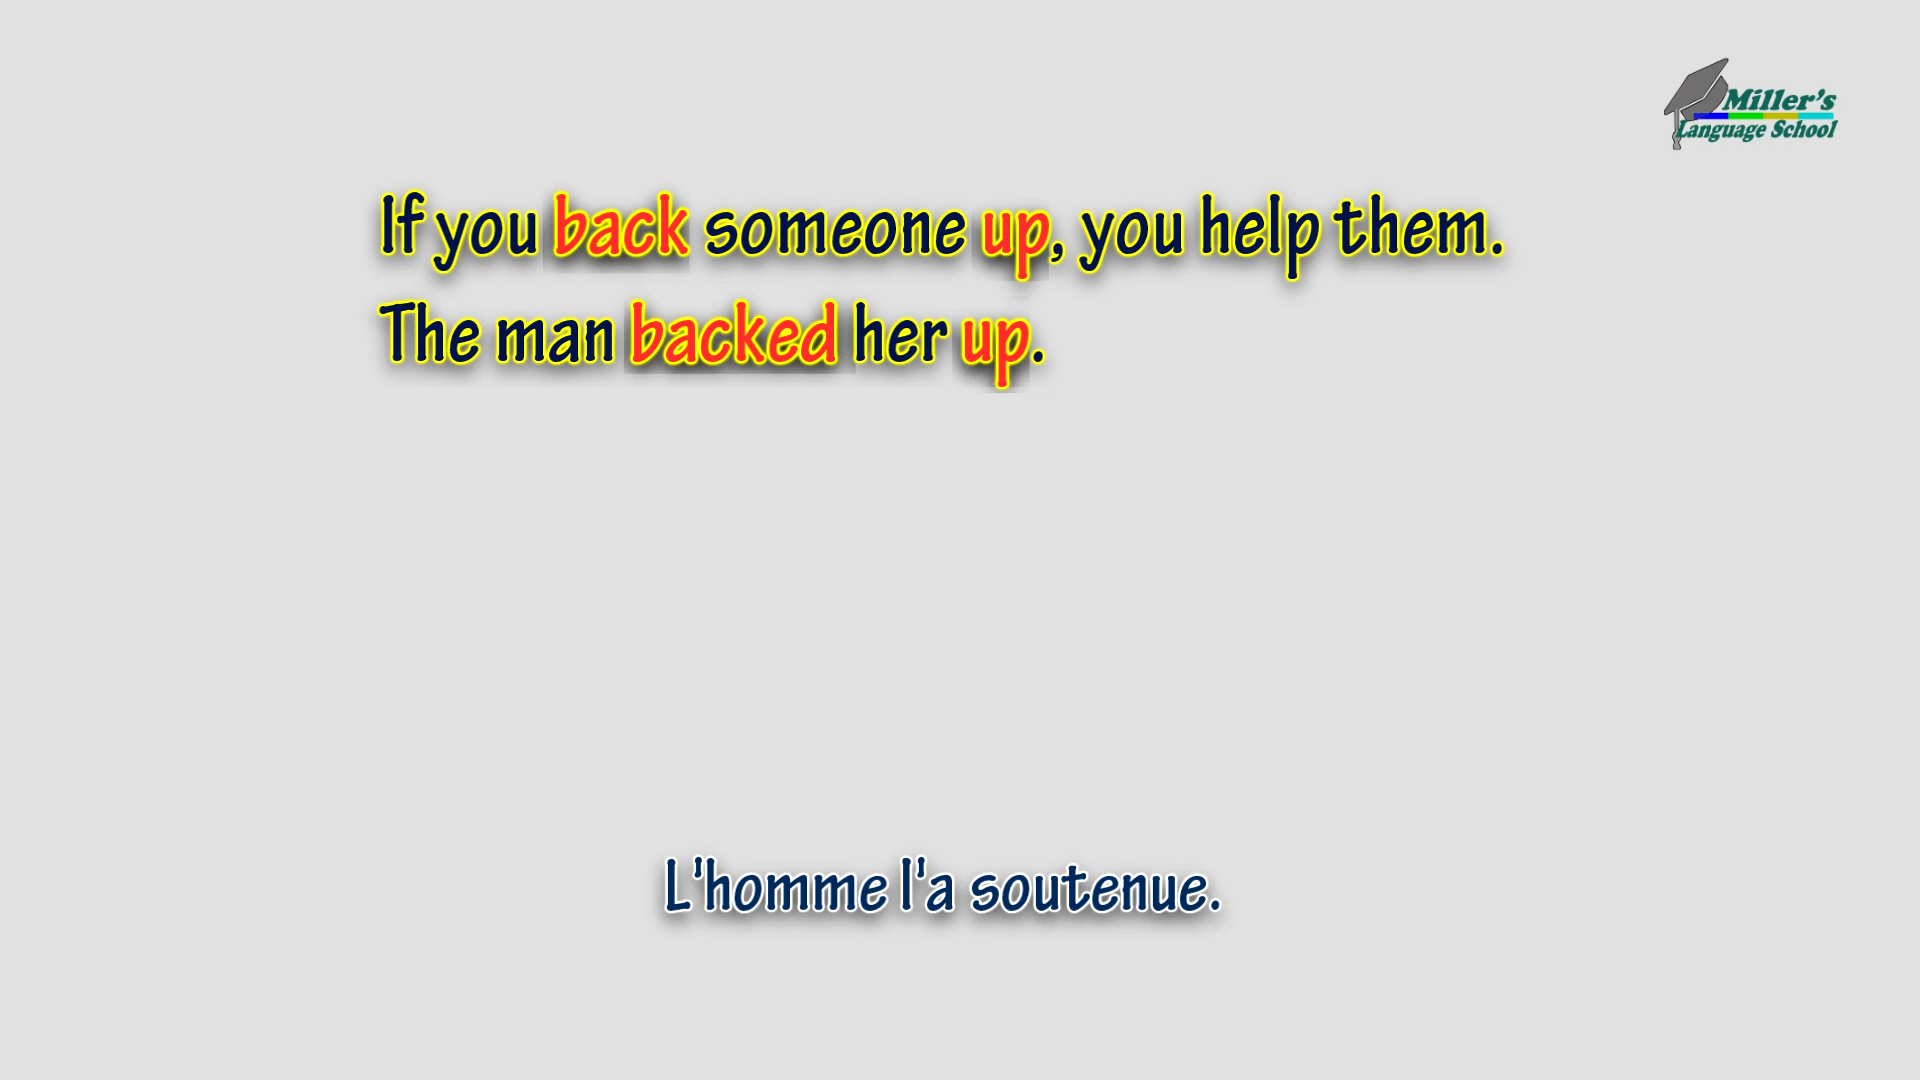 Miller's
Language School
If you back someone up, you help them.
The man backed her up.
L'homme l'a soutenue.